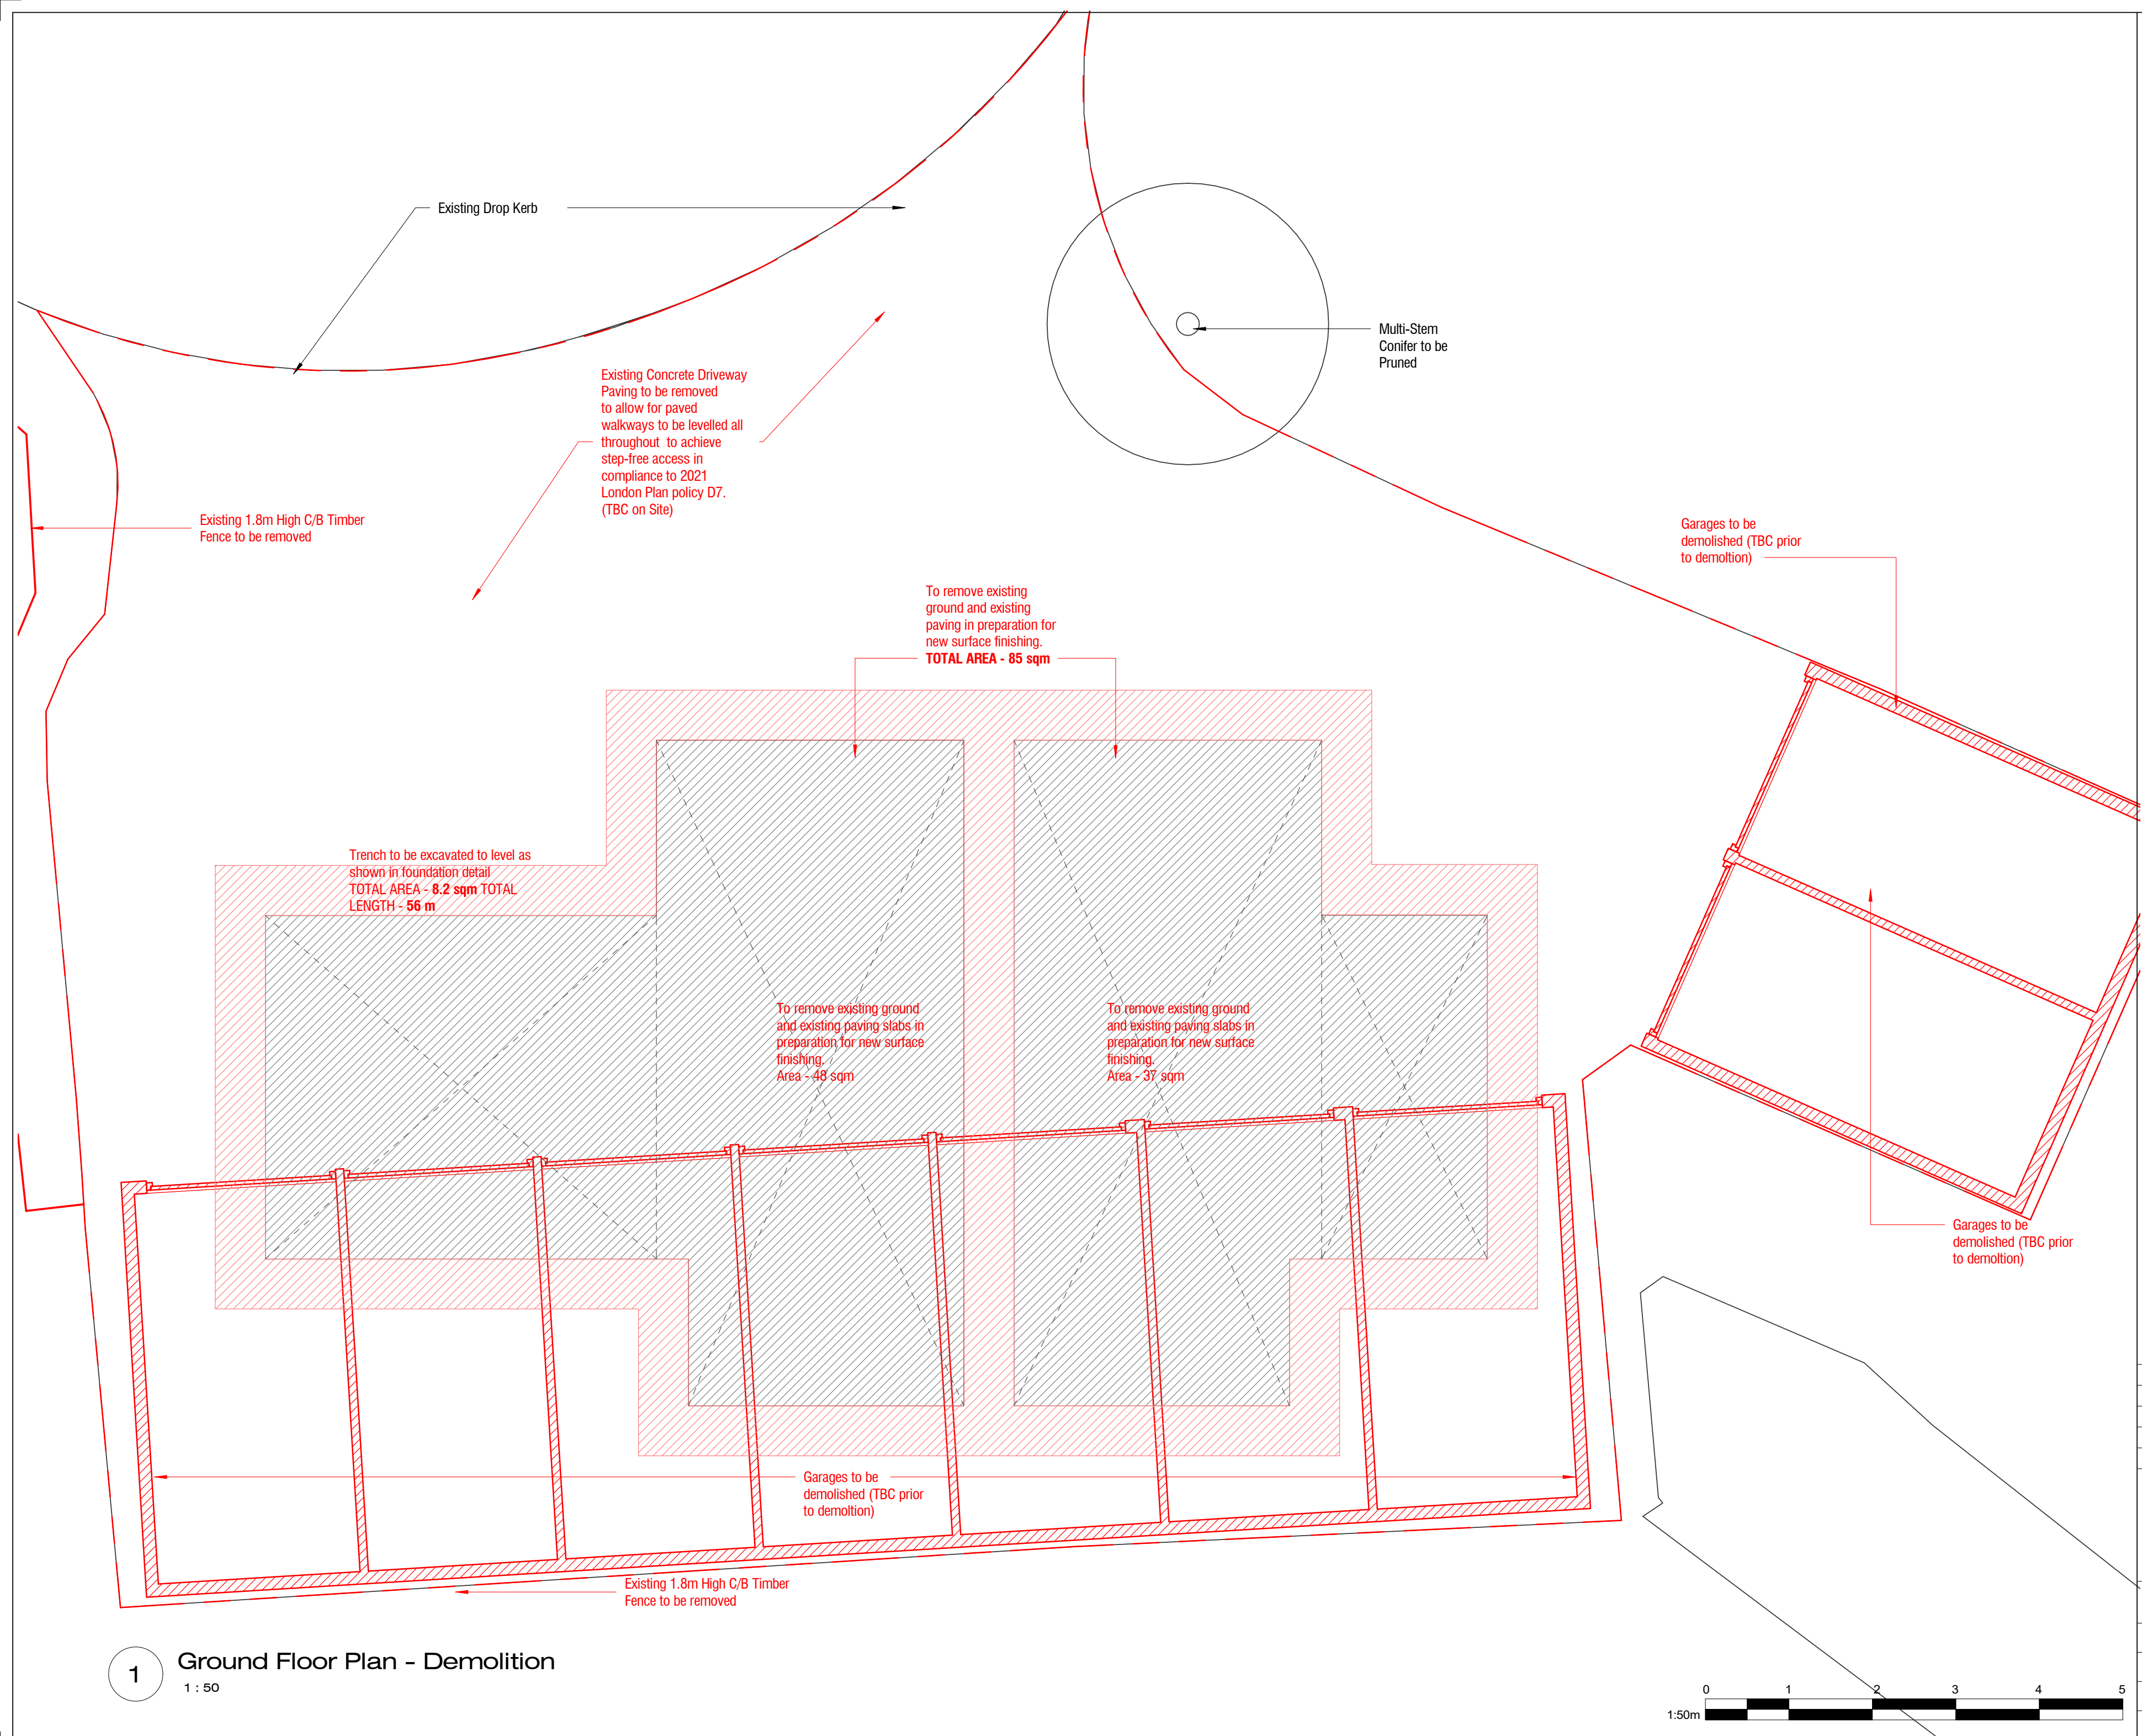 Existing Drop Kerb
Multi-Stem
Conifer to be
Pruned
Existing Concrete Driveway
Paving to be removed
to allow for paved
walkways to be levelled all
throughout to achieve
step-free access in
compliance to 2021
London Plan policy D7.
(TBC on Site)
Existing 1.8m High C/B Timber
Fence to be removed
Garages to be
demolished (TBC prior
to demoltion)
To remove existing
ground and existing
paving in preparation for
new surface finishing.
TOTAL AREA - 85 sqm
Trench to be excavated to level as
shown in foundation detail
TOTAL AREA - 8.2 sqm TOTAL
LENGTH - 56 m
To remove existing ground
and existing paving slabs in
preparation for new surface
finishing.
Area - 48 sqm
To remove existing ground
and existing paving slabs in
preparation for new surface
finishing.
Area - 37 sqm
Garages to be
demolished (TBC prior
to demoltion)
Garages to be
demolished (TBC prior
to demoltion)
Existing 1.8m High C/B Timber
Fence to be removed
1
Ground Floor Plan - Demolition
1 : 50
0 1 2 3 4 5
1:50m